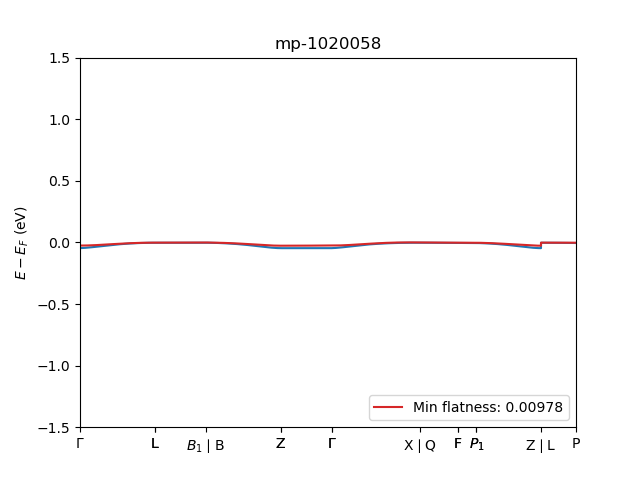 mp-1020058
1.5
1.0
0.5
0.0
−0.5
−1.0
−1.5
E − E_F (eV)
Min flatness: 0.00978
Γ L B₁ | B Z Γ X | Q F P₁ Z | L P